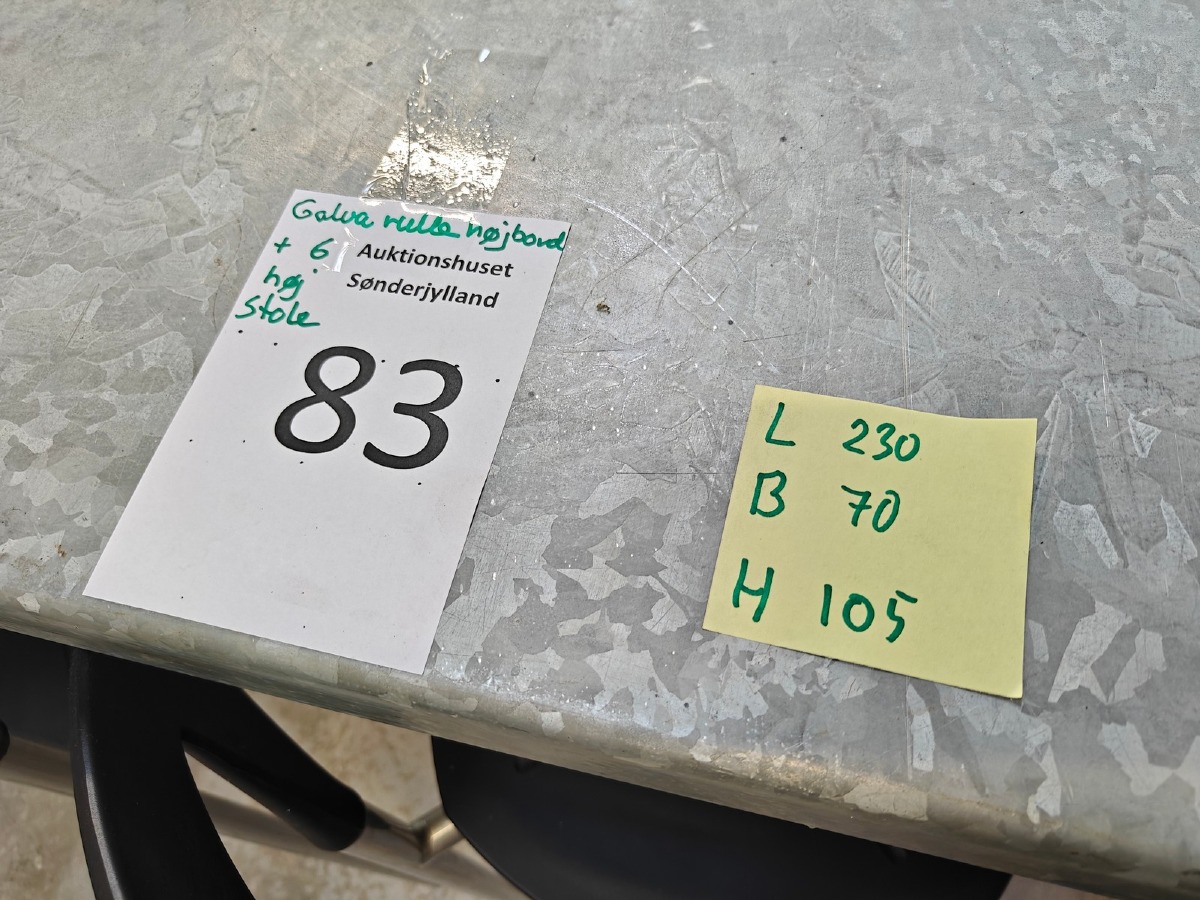 Galva rulle højbord
+ 6
høj
Stole
Auktionshuset
Sønderjylland
83
L 230
B 70
H 105